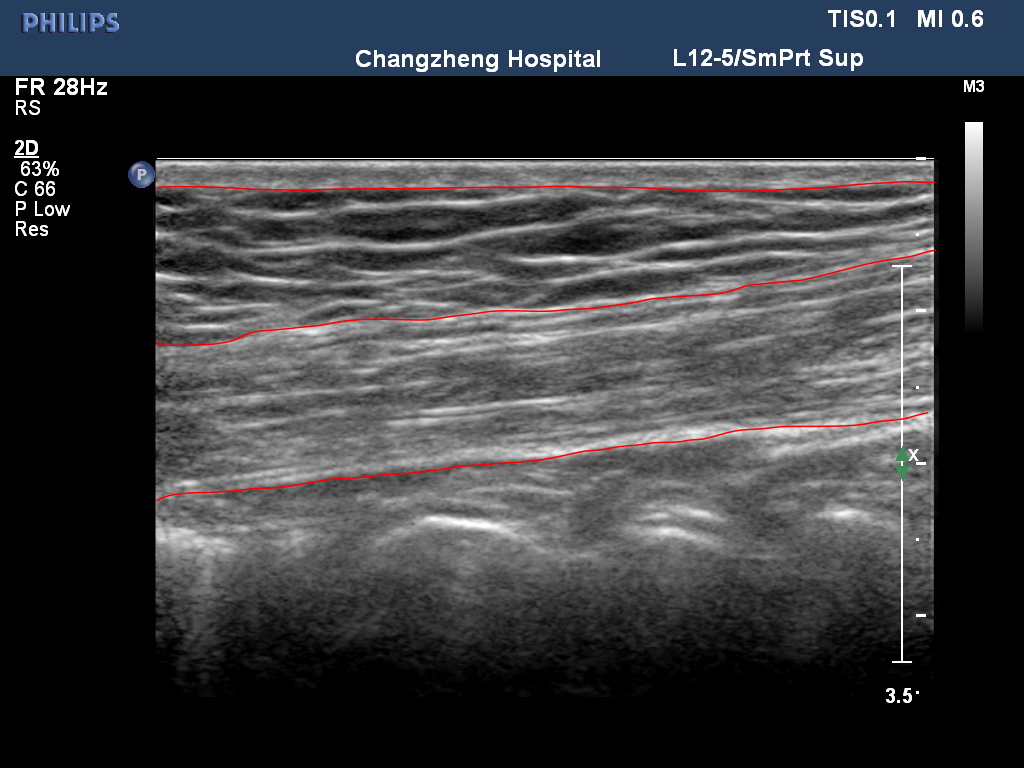 PHILIPS
TIS0.1 MI 0.6
Changzheng Hospital L12-5/SmPrt Sup
FR 28Hz
RS
M3
2D
63%
C 66
P Low
Res
P
X
3.5